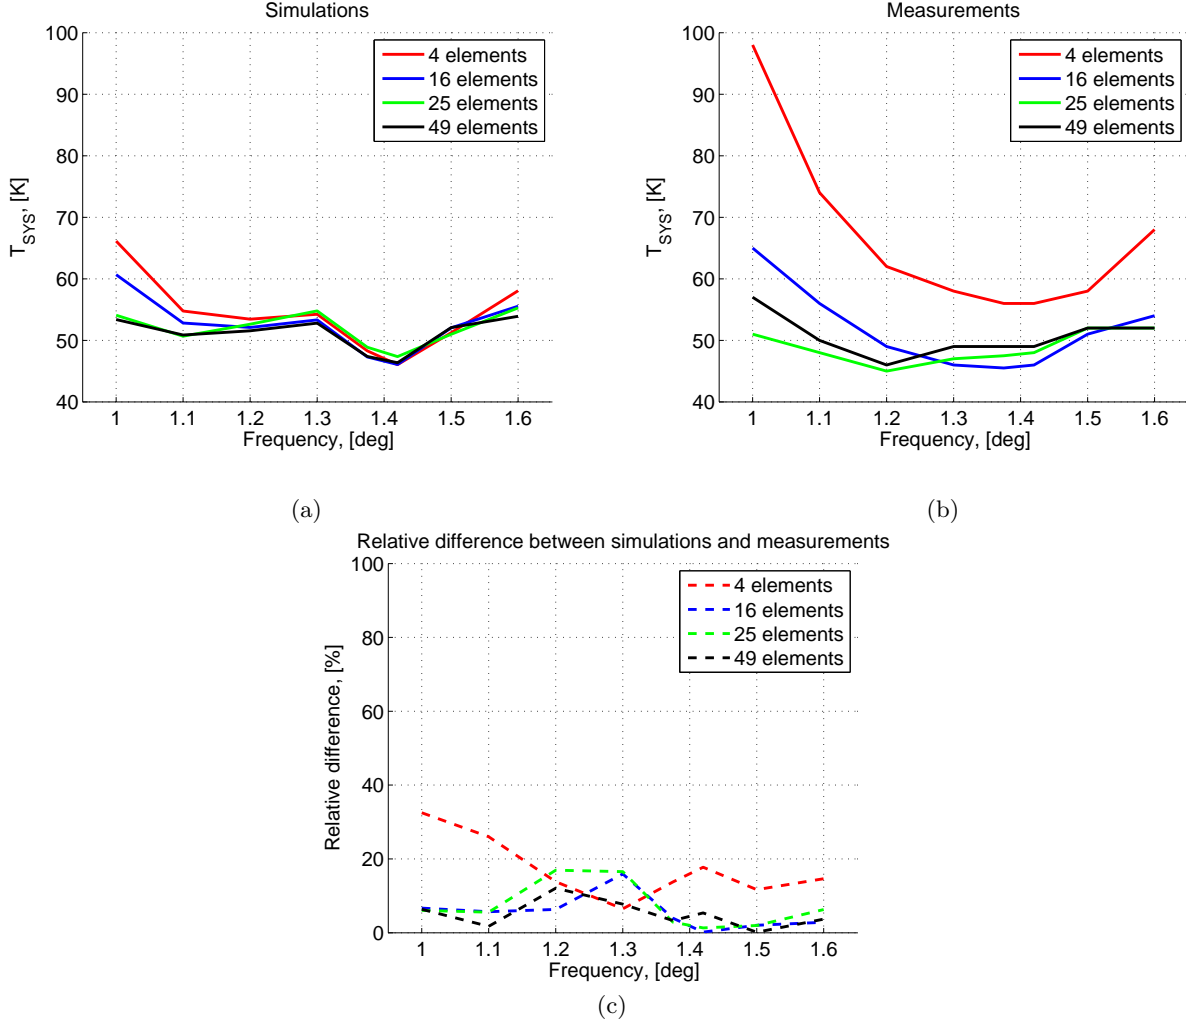 Simulations
100
90
80
70
60
50
40
T_SYS, [K]
4 elements
16 elements
25 elements
49 elements
1 1.1 1.2 1.3 1.4 1.5 1.6
Frequency, [deg]
(a)
Measurements
100
90
80
70
60
50
40
T_SYS, [K]
4 elements
16 elements
25 elements
49 elements
1 1.1 1.2 1.3 1.4 1.5 1.6
Frequency, [deg]
(b)
Relative difference between simulations and measurements
100
80
60
40
20
0
Relative difference, [%]
4 elements
16 elements
25 elements
49 elements
1 1.1 1.2 1.3 1.4 1.5 1.6
Frequency, [deg]
(c)